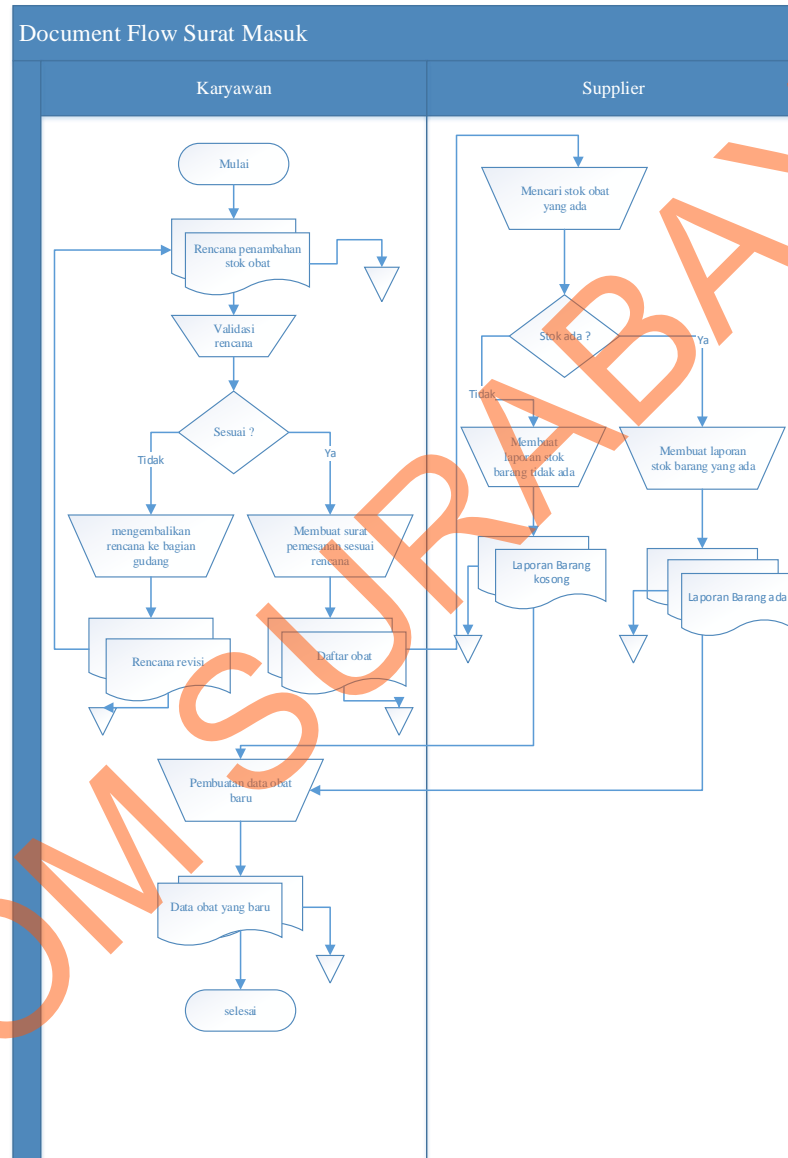 Document Flow Surat Masuk
Karyawan
Supplier
Mulai
Rencana penambahan
stok obat
Validasi
rencana
Sesuai ?
Tidak
Ya
mengembalikan
rencana ke bagian
gudang
Membuat surat
pemesanan sesuai
rencana
Rencana revisi
Daftar obat
Mencari stok obat
yang ada
Stok ada ?
Tidak
Ya
Membuat
laporan stok
barang tidak ada
Membuat laporan
stok barang yang ada
Laporan Barang
kosong
Laporan Barang ada
Pembuatan data obat
baru
Data obat yang baru
selesai
OM SURABAY